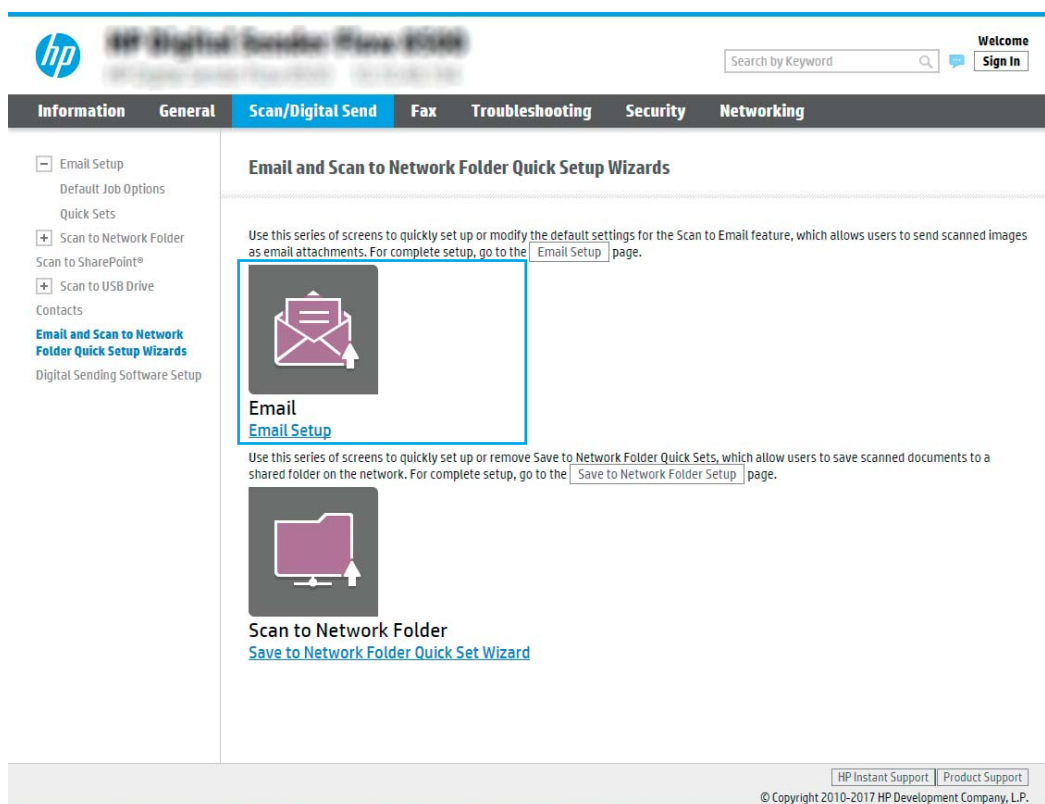 hp
Welcome
Search by Keyword
Sign In
Information General Scan/Digital Send Fax Troubleshooting Security Networking
Email Setup
Default Job Options
Quick Sets
Scan to Network Folder
Scan to SharePoint®
Scan to USB Drive
Contacts
Email and Scan to Network
Folder Quick Setup Wizards
Digital Sending Software Setup
Email and Scan to Network Folder Quick Setup Wizards
Use this series of screens to quickly set up or modify the default settings for the Scan to Email feature, which allows users to send scanned images
as email attachments. For complete setup, go to the Email Setup page.
Email
Email Setup
Use this series of screens to quickly set up or remove Save to Network Folder Quick Sets, which allow users to save scanned documents to a
shared folder on the network. For complete setup, go to the Save to Network Folder Setup page.
Scan to Network Folder
Save to Network Folder Quick Set Wizard
HP Instant Support Product Support
© Copyright 2010-2017 HP Development Company, L.P.